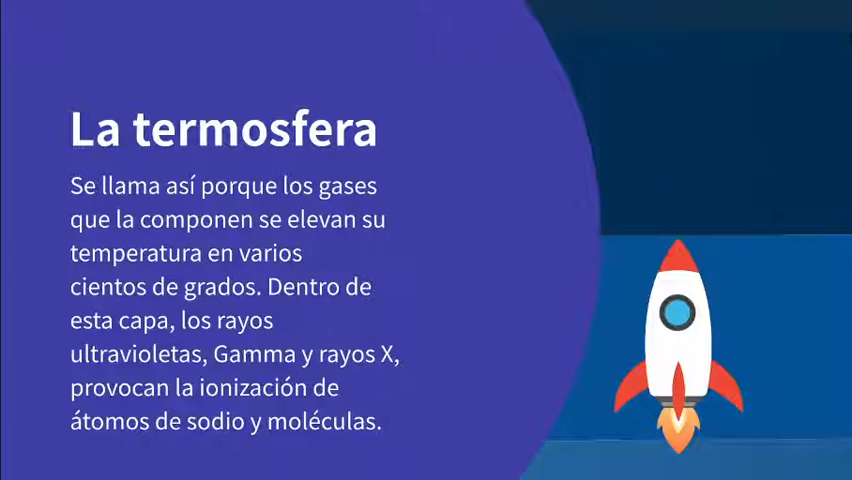 La termosfera
Se llama así porque los gases
que la componen se elevan su
temperatura en varios
cientos de grados. Dentro de
esta capa, los rayos
ultravioletas, Gamma y rayos X,
provocan la ionización de
átomos de sodio y moléculas.